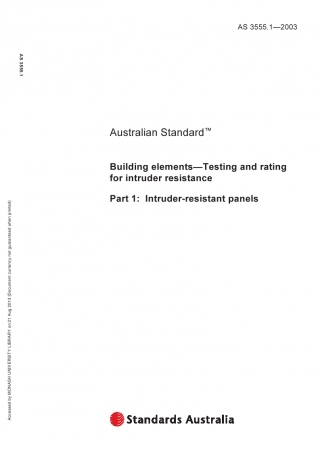 AS 3555.1—2003
AS 3555.1
Australian Standard™
Building elements—Testing and rating
for intruder resistance
Part 1: Intruder-resistant panels
Accessed by MONASH UNIVERSITY LIBRARY on 21 Aug 2013 (Document currency not guaranteed when printed)
Standards Australia